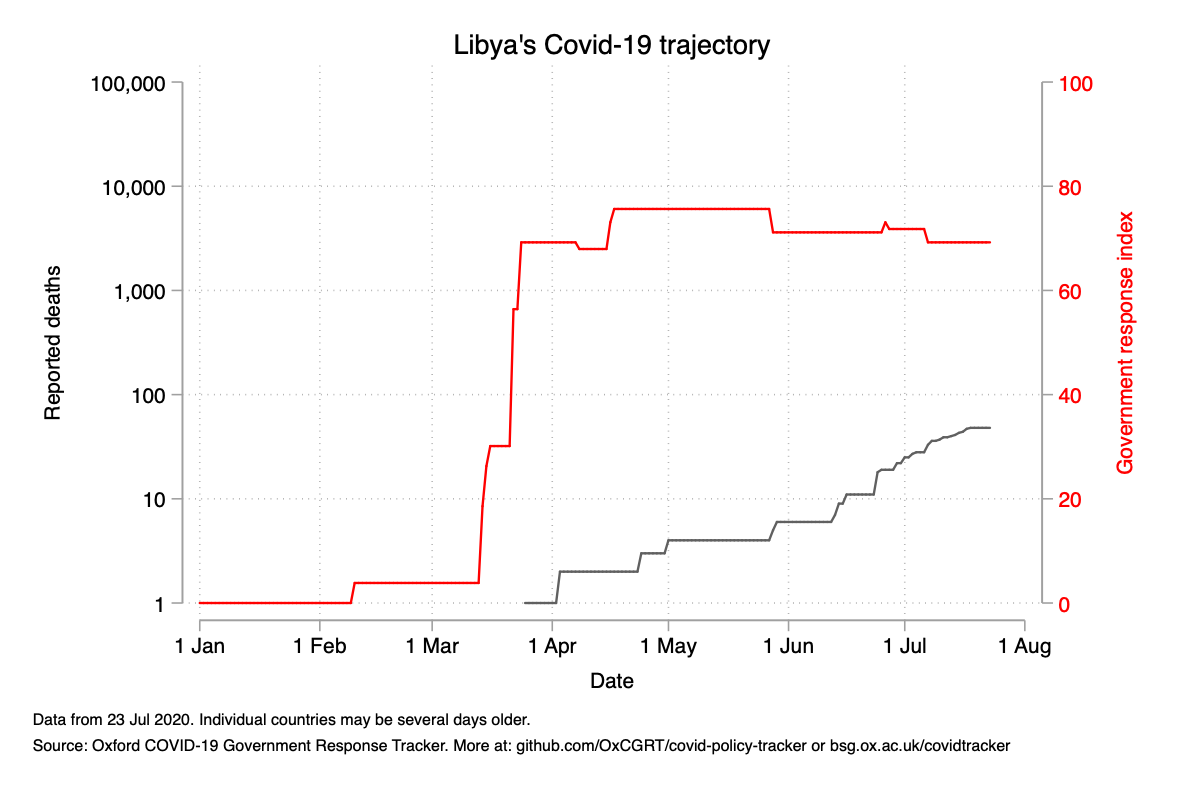 Libya's Covid-19 trajectory
100,000
10,000
1,000
100
10
1
Reported deaths
100
80
60
40
20
0
Government response index
1 Jan 1 Feb 1 Mar 1 Apr 1 May 1 Jun 1 Jul 1 Aug
Date
Data from 23 Jul 2020. Individual countries may be several days older.
Source: Oxford COVID-19 Government Response Tracker. More at: github.com/OxCGRT/covid-policy-tracker or bsg.ox.ac.uk/covidtracker